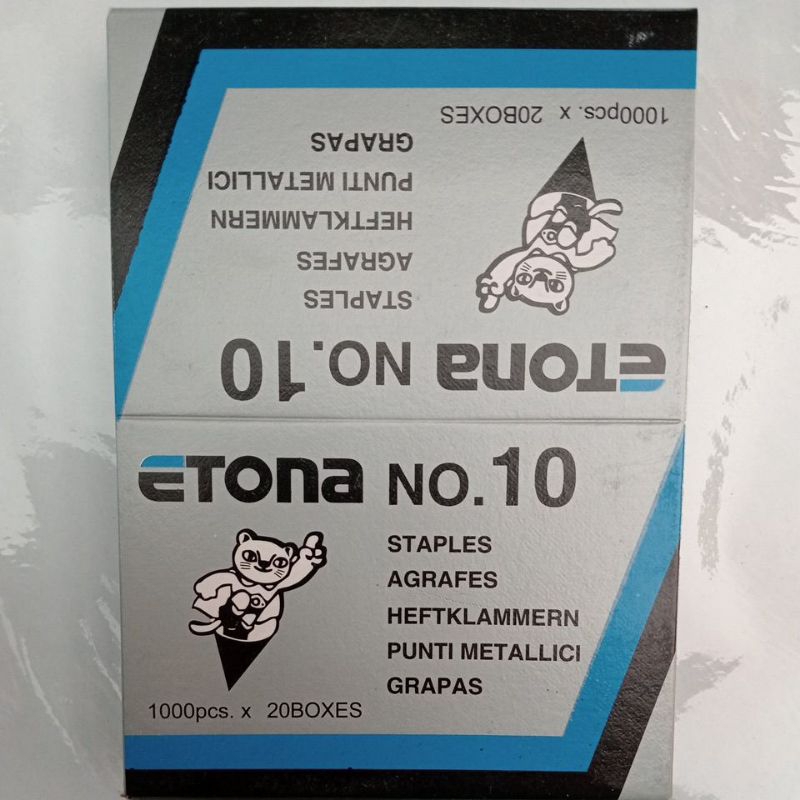 1000pcs. x 20BOXES
GRAPAS
PUNTI METALLICI
HEFTKLAMMERN
AGRAFES
STAPLES
ETONA NO.10
ETONA NO.10
STAPLES
AGRAFES
HEFTKLAMMERN
PUNTI METALLICI
GRAPAS
1000pcs. x 20BOXES